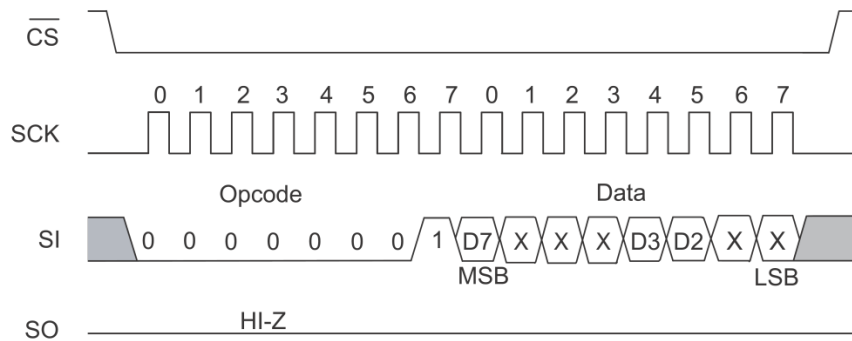 CS
0 1 2 3 4 5 6 7 0 1 2 3 4 5 6 7
SCK
Opcode Data
SI 0 0 0 0 0 0 0 1 D7 X X X D3 D2 X X
MSB LSB
HI-Z
SO